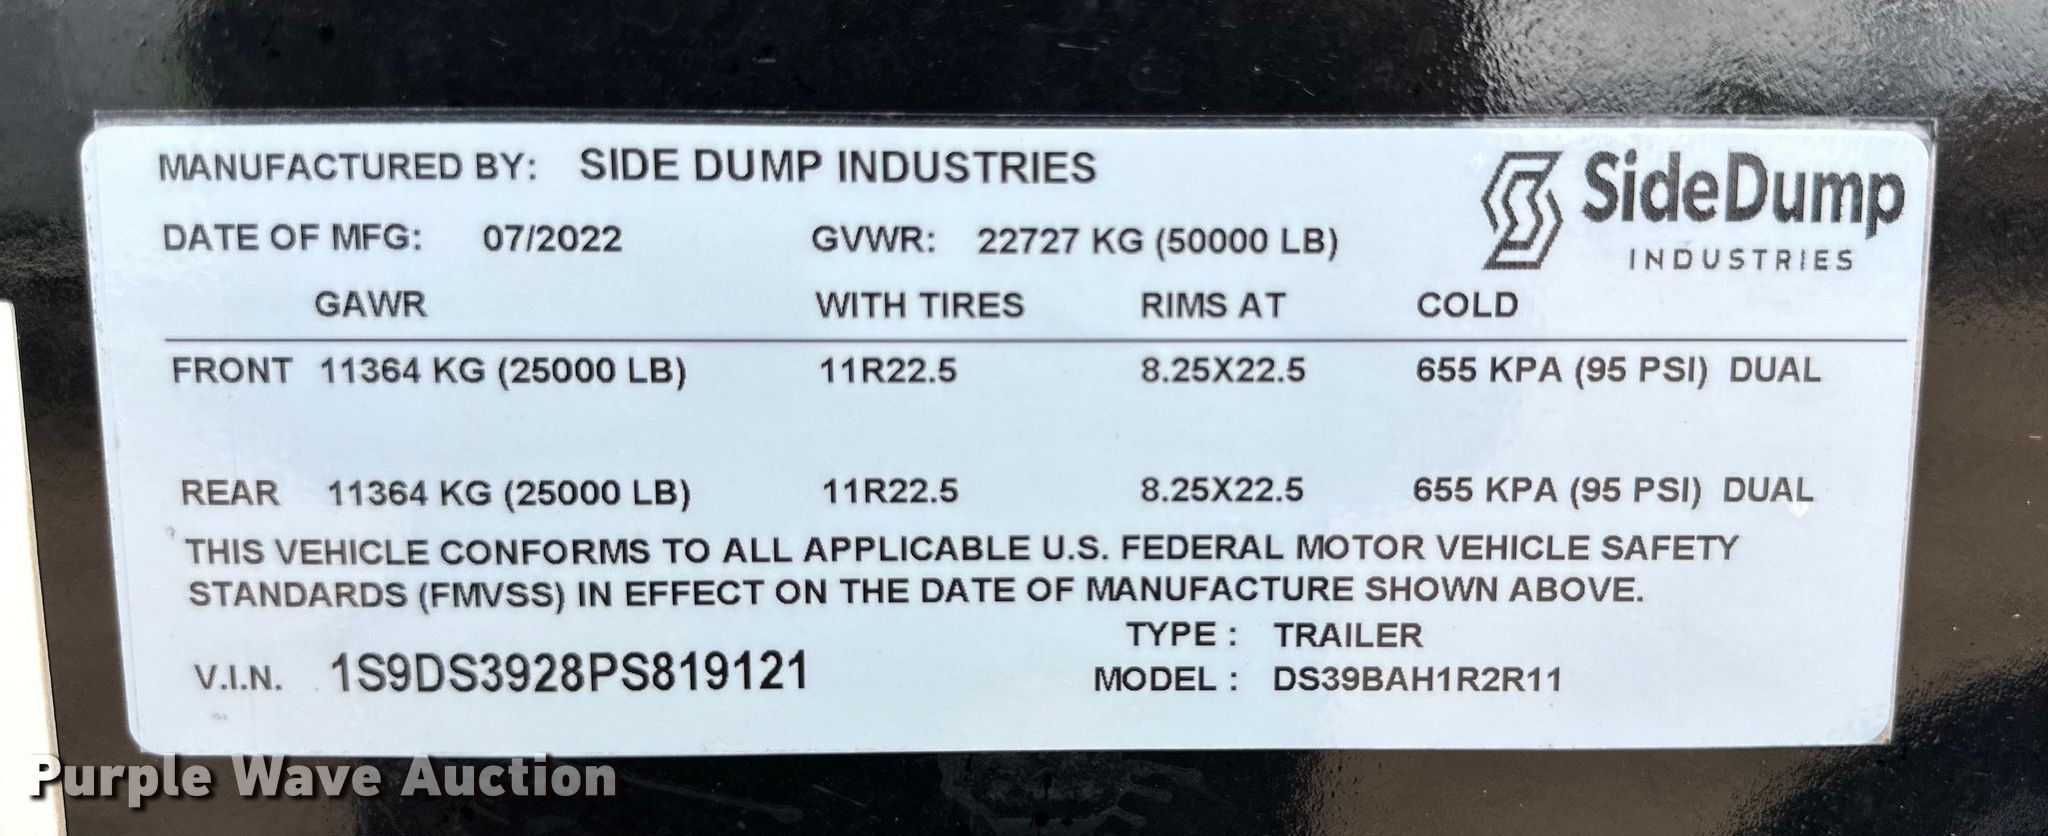 MANUFACTURED BY: SIDE DUMP INDUSTRIES
SideDump
INDUSTRIES
DATE OF MFG: 07/2022 GVWR: 22727 KG (50000 LB)
GAWR WITH TIRES RIMS AT COLD
FRONT 11364 KG (25000 LB) 11R22.5 8.25X22.5 655 KPA (95 PSI) DUAL
REAR 11364 KG (25000 LB) 11R22.5 8.25X22.5 655 KPA (95 PSI) DUAL
THIS VEHICLE CONFORMS TO ALL APPLICABLE U.S. FEDERAL MOTOR VEHICLE SAFETY
STANDARDS (FMVSS) IN EFFECT ON THE DATE OF MANUFACTURE SHOWN ABOVE.
TYPE : TRAILER
V.I.N. 1S9DS3928PS819121 MODEL : DS39BAH1R2R11
Purple Wave Auction